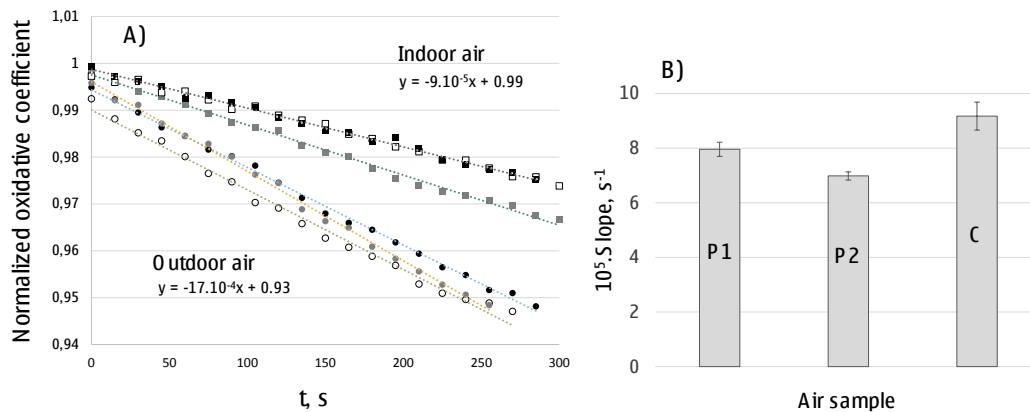 A)
Normalized oxidative coefficient
1,01
1
0,99
0,98
0,97
0,96
0,95
0,94
Indoor air
y = -9.10-5x + 0.99
Outdoor air
y = -17.10-4x + 0.93
0 50 100 150 200 250 300
t, s
B)
10⁵.Slope, s-1
10
8
6
4
2
0
P1
P2
C
Air sample